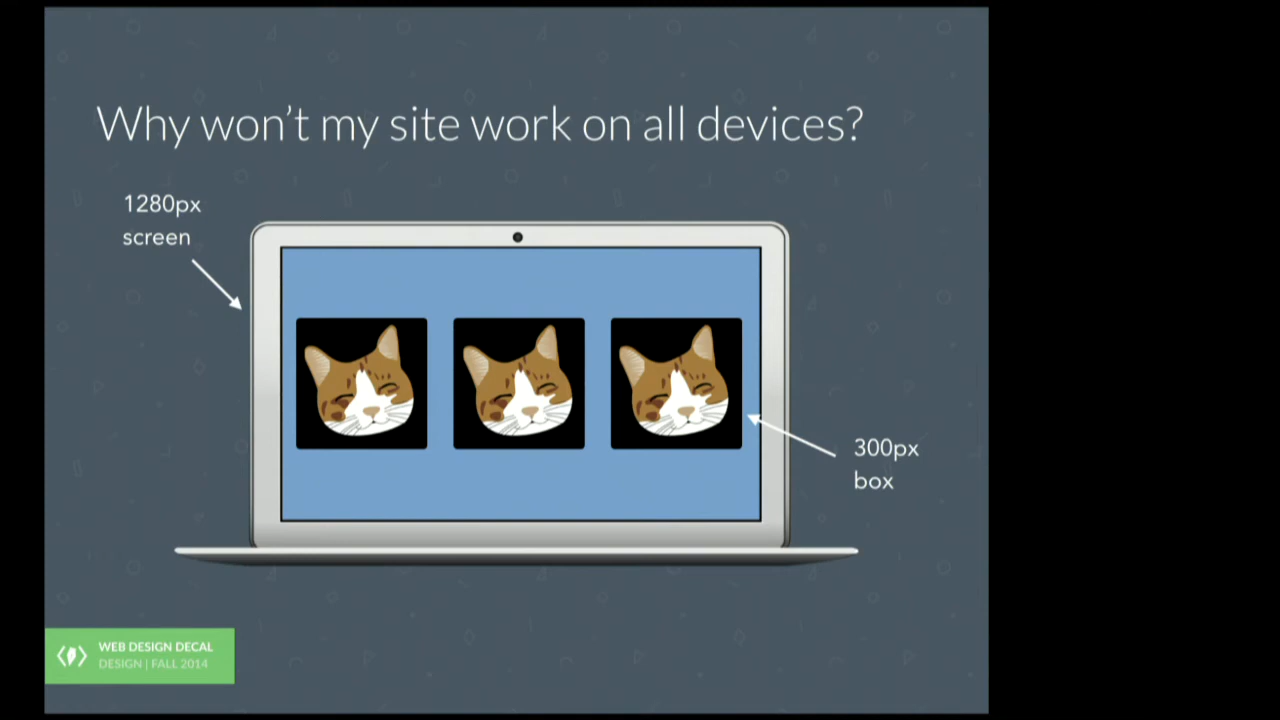 Why won't my site work on all devices?
1280px
screen
300px
box
WEB DESIGN DECAL
DESIGN | FALL 2014